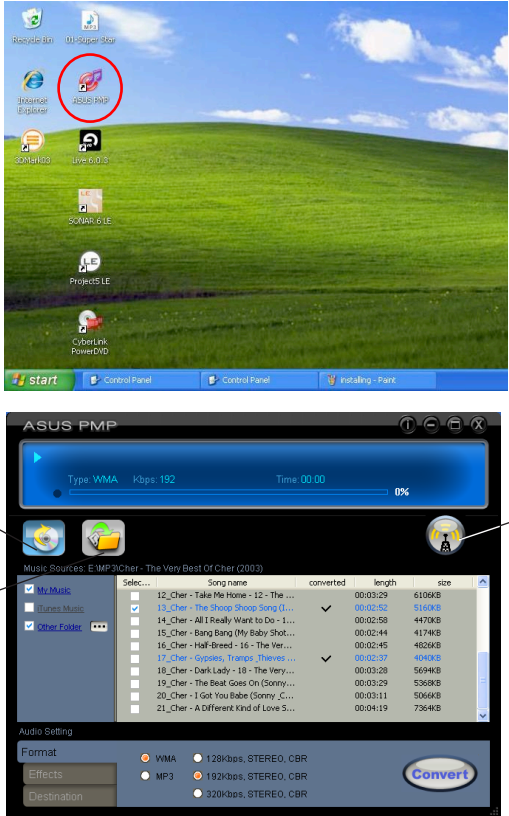 Recycle Bin 01-Super Star
Internet Explorer ASUS PMP
3DMark03 Live 6.0.3
SONAR 6 LE
Project5 LE
CyberLink PowerDVD
start Control Panel Control Panel installing - Paint
ASUS PMP
Type: WMA Kbps: 192 Time: 00:00
0%
Music Sources: E:\MP3\Cher - The Very Best Of Cher (2003)
My Music
iTunes Music
Other Folder
Selec... Song name converted length size
12_Cher - Take Me Home - 12 - The ... 00:03:29 6106KB
13_Cher - The Shoop Shoop Song (I... 00:02:52 5160KB
14_Cher - All I Really Want to Do - 1... 00:02:58 4470KB
15_Cher - Bang Bang (My Baby Shot... 00:02:44 4174KB
16_Cher - Half-Breed - 16 - The Ver... 00:02:45 4826KB
17_Cher - Gypsies, Tramps _Thieves ... 00:02:37 4040KB
18_Cher - Dark Lady - 18 - The Very... 00:03:28 5694KB
19_Cher - The Beat Goes On (Sonny... 00:03:29 5368KB
20_Cher - I Got You Babe (Sonny _C... 00:03:11 5066KB
21_Cher - A Different Kind of Love S... 00:04:19 7364KB
Audio Setting
Format
Effects
Destination
WMA 128Kbps, STEREO, CBR
MP3 192Kbps, STEREO, CBR
320Kbps, STEREO, CBR
Convert